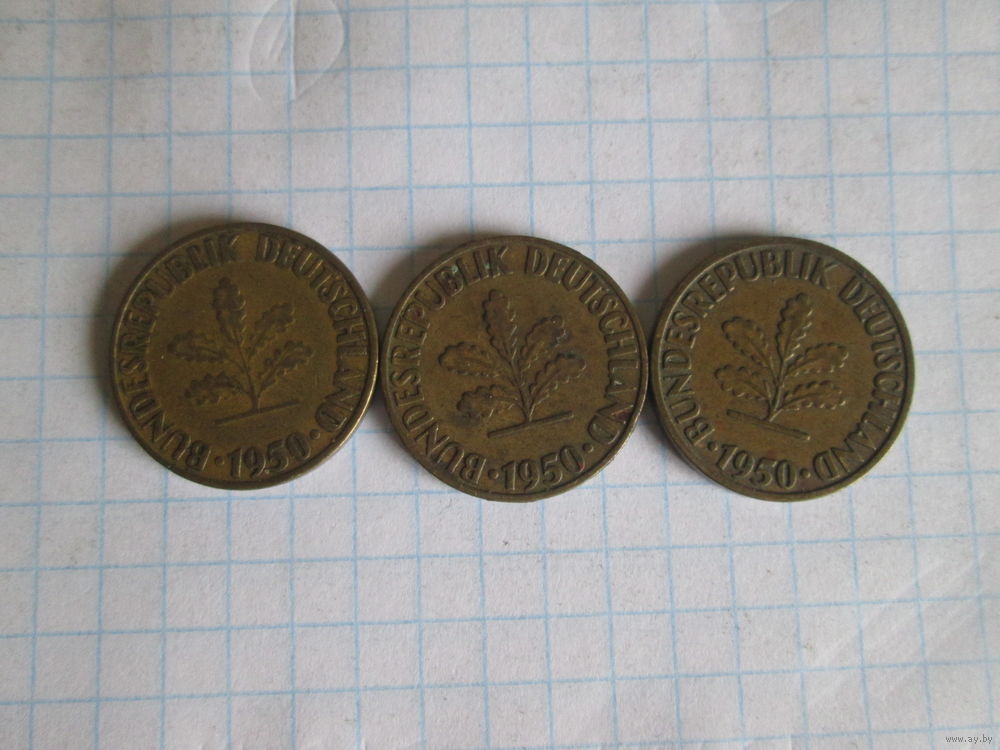 BUNDESREPUBLIK DEUTSCHLAND
· 1950 ·
BUNDESREPUBLIK DEUTSCHLAND
· 1950 ·
BUNDESREPUBLIK DEUTSCHLAND
· 1950 ·
www.ay.by